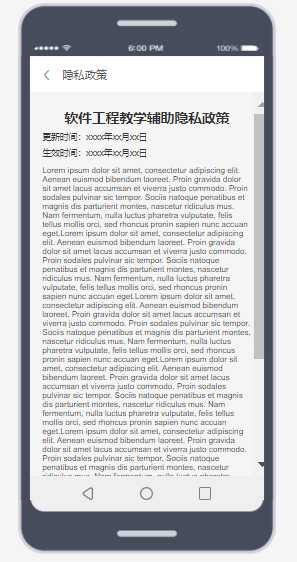 6:00 PM
100%
隐私政策
软件工程教学辅助隐私政策
更新时间：xxxx年xx月xx日
生效时间：xxxx年xx月xx日
Lorem ipsum dolor sit amet, consectetur adipiscing elit.
Aenean euismod bibendum laoreet. Proin gravida dolor
sit amet lacus accumsan et viverra justo commodo. Proin
sodales pulvinar sic tempor. Sociis natoque penatibus
et magnis dis parturient montes, nascetur ridiculus mus.
Nam fermentum, nulla luctus pharetra vulputate, felis
tellus mollis orci, sed rhoncus pronin sapien nunc
accuan eget.Lorem ipsum dolor sit amet, consectetur adipiscing
elit. Aenean euismod bibendum laoreet. Proin gravida
dolor sit amet lacus accumsan et viverra justo commodo.
Proin sodales pulvinar sic tempor. Sociis natoque
penatibus et magnis dis parturient montes, nascetur
ridiculus mus. Nam fermentum, nulla luctus pharetra
vulputate, felis tellus mollis orci, sed rhoncus pronin
sapien nunc accuan eget.Lorem ipsum dolor sit amet,
consectetur adipiscing elit. Aenean euismod bibendum
laoreet. Proin gravida dolor sit amet lacus accumsan et
viverra justo commodo. Proin sodales pulvinar sic tempor.
Sociis natoque penatibus et magnis dis parturient montes,
nascetur ridiculus mus. Nam fermentum, nulla luctus
pharetra vulputate, felis tellus mollis orci, sed rhoncus
pronin sapien nunc accuan eget.Lorem ipsum dolor sit
amet, consectetur adipiscing elit. Aenean euismod
bibendum laoreet. Proin gravida dolor sit amet lacus
accumsan et viverra justo commodo. Proin sodales
pulvinar sic tempor. Sociis natoque penatibus et magnis
dis parturient montes, nascetur ridiculus mus. Nam
fermentum, nulla luctus pharetra vulputate, felis tellus
mollis orci, sed rhoncus pronin sapien nunc accuan
eget.Lorem ipsum dolor sit amet, consectetur adipiscing
elit. Aenean euismod bibendum laoreet. Proin gravida
dolor sit amet lacus accumsan et viverra justo commodo.
Proin sodales pulvinar sic tempor. Sociis natoque
penatibus et magnis dis parturient montes, nascetur